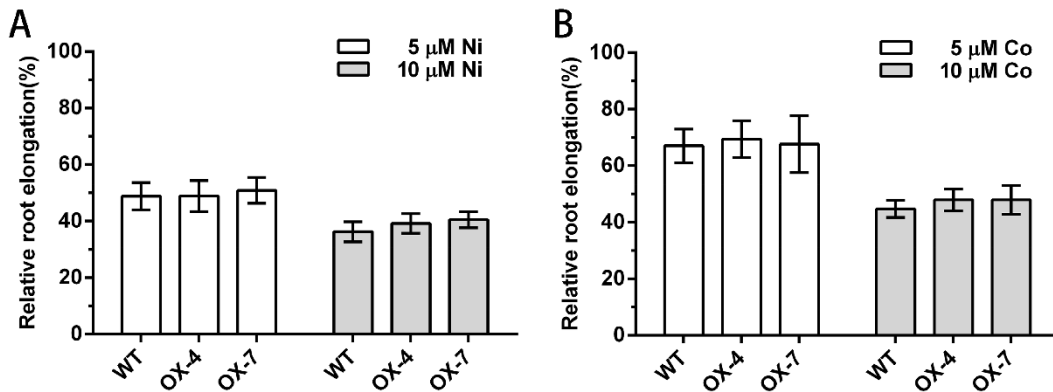 A
Relative root elongation(%)
100
80
60
40
20
0
5 µM Ni
10 µM Ni
WT
OX-4
OX-7
WT
OX-4
OX-7
B
Relative root elongation(%)
100
80
60
40
20
0
5 µM Co
10 µM Co
WT
OX-4
OX-7
WT
OX-4
OX-7